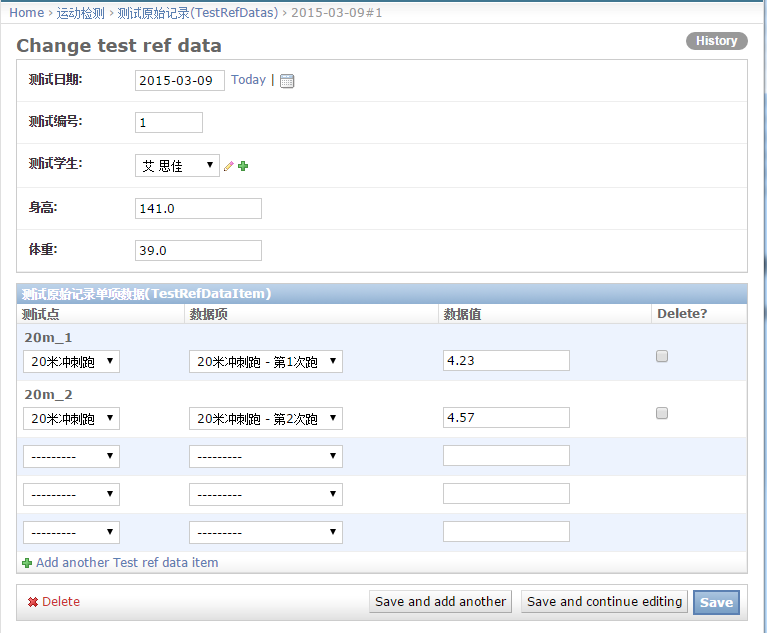 Home › 运动检测 › 测试原始记录(TestRefDatas) › 2015-03-09#1
Change test ref data
History
测试日期: 2015-03-09 Today |
测试编号: 1
测试学生: 艾 思佳
身高: 141.0
体重: 39.0
测试原始记录单项数据(TestRefDataItem)
测试点 数据项 数据值 Delete?
20m_1
20米冲刺跑 20米冲刺跑 - 第1次跑 4.23
20m_2
20米冲刺跑 20米冲刺跑 - 第2次跑 4.57
--------- ---------
--------- ---------
--------- ---------
Add another Test ref data item
Delete Save and add another Save and continue editing Save